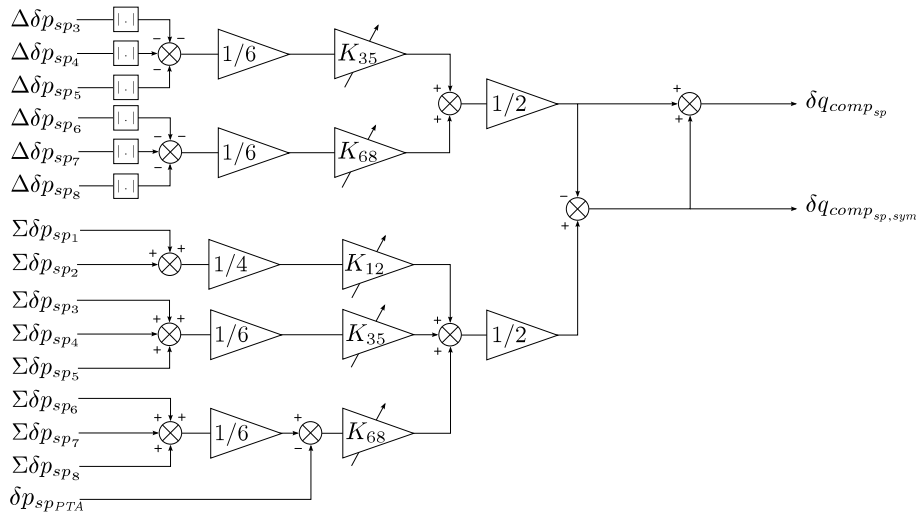 Δδp_{sp_3} |.| − −
Δδp_{sp_4} |.| 1/6 K_{35}
Δδp_{sp_5} |.| −
+ 1/2 + δq_{comp_{sp}}
+ +
Δδp_{sp_6} |.| − −
Δδp_{sp_7} |.| 1/6 K_{68}
Δδp_{sp_8} |.| −
− δq_{comp_{sp,sym}}
+
Σδp_{sp_1} + +
Σδp_{sp_2} 1/4 K_{12}
Σδp_{sp_3} + + +
Σδp_{sp_4} 1/6 K_{35} + 1/2
Σδp_{sp_5} + +
Σδp_{sp_6} + + +
Σδp_{sp_7} 1/6 K_{68}
Σδp_{sp_8} + −
δp_{sp_{PTA}}